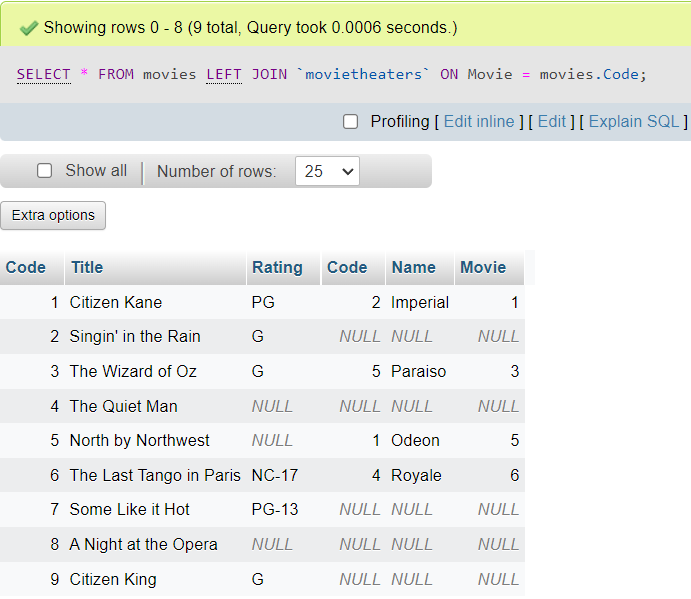 Showing rows 0 - 8 (9 total, Query took 0.0006 seconds.)
SELECT * FROM movies LEFT JOIN `movietheaters` ON Movie = movies.Code;
Profiling [ Edit inline ] [ Edit ] [ Explain SQL ]
Show all Number of rows: 25
Extra options
Code Title Rating Code Name Movie
1 Citizen Kane PG 2 Imperial 1
2 Singin' in the Rain G NULL NULL NULL
3 The Wizard of Oz G 5 Paraiso 3
4 The Quiet Man NULL NULL NULL NULL
5 North by Northwest NULL 1 Odeon 5
6 The Last Tango in Paris NC-17 4 Royale 6
7 Some Like it Hot PG-13 NULL NULL NULL
8 A Night at the Opera NULL NULL NULL NULL
9 Citizen King G NULL NULL NULL